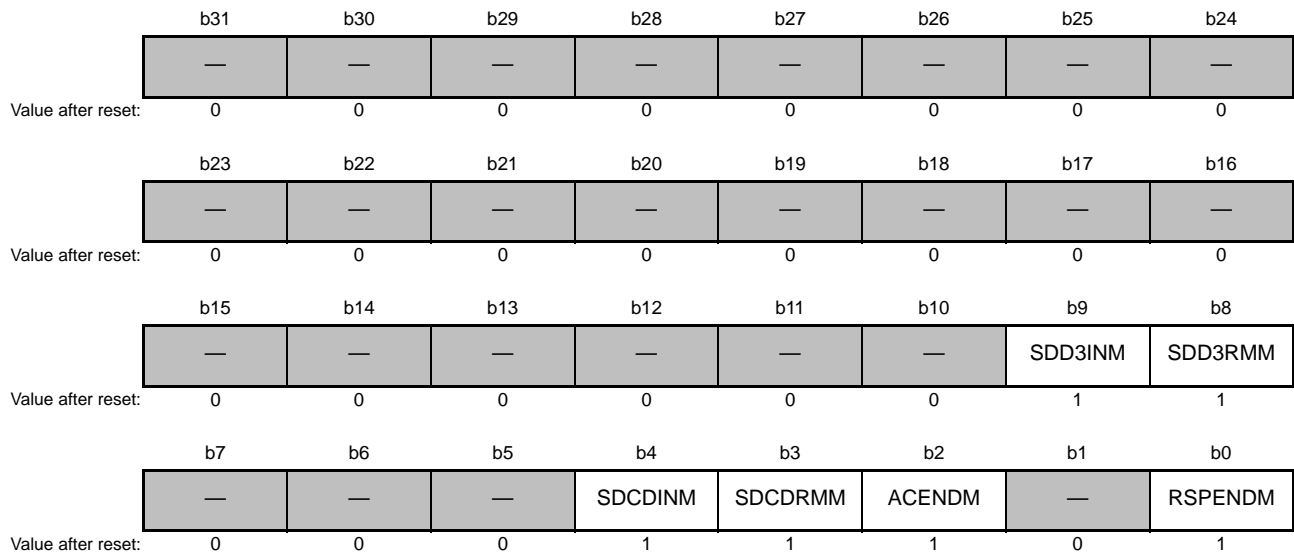 b31 b30 b29 b28 b27 b26 b25 b24
— — — — — — — —
Value after reset: 0 0 0 0 0 0 0 0
b23 b22 b21 b20 b19 b18 b17 b16
— — — — — — — —
Value after reset: 0 0 0 0 0 0 0 0
b15 b14 b13 b12 b11 b10 b9 b8
— — — — — — SDD3INM SDD3RMM
Value after reset: 0 0 0 0 0 0 1 1
b7 b6 b5 b4 b3 b2 b1 b0
— — — SDCDINM SDCDRMM ACENDM — RSPENDM
Value after reset: 0 0 0 1 1 1 0 1